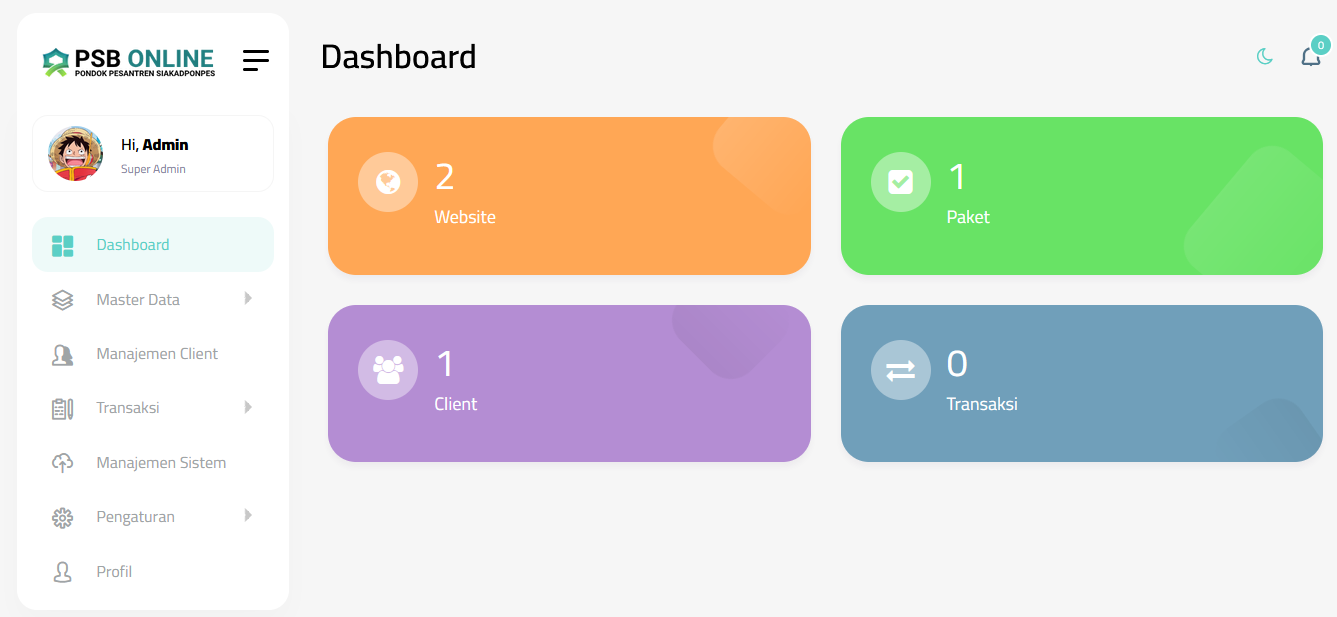 PSB ONLINE
PONDOK PESANTREN SIAKADPONPES
Hi, Admin
Super Admin
Dashboard
Master Data
Manajemen Client
Transaksi
Manajemen Sistem
Pengaturan
Profil
Dashboard
0
2
Website
1
Paket
1
Client
0
Transaksi